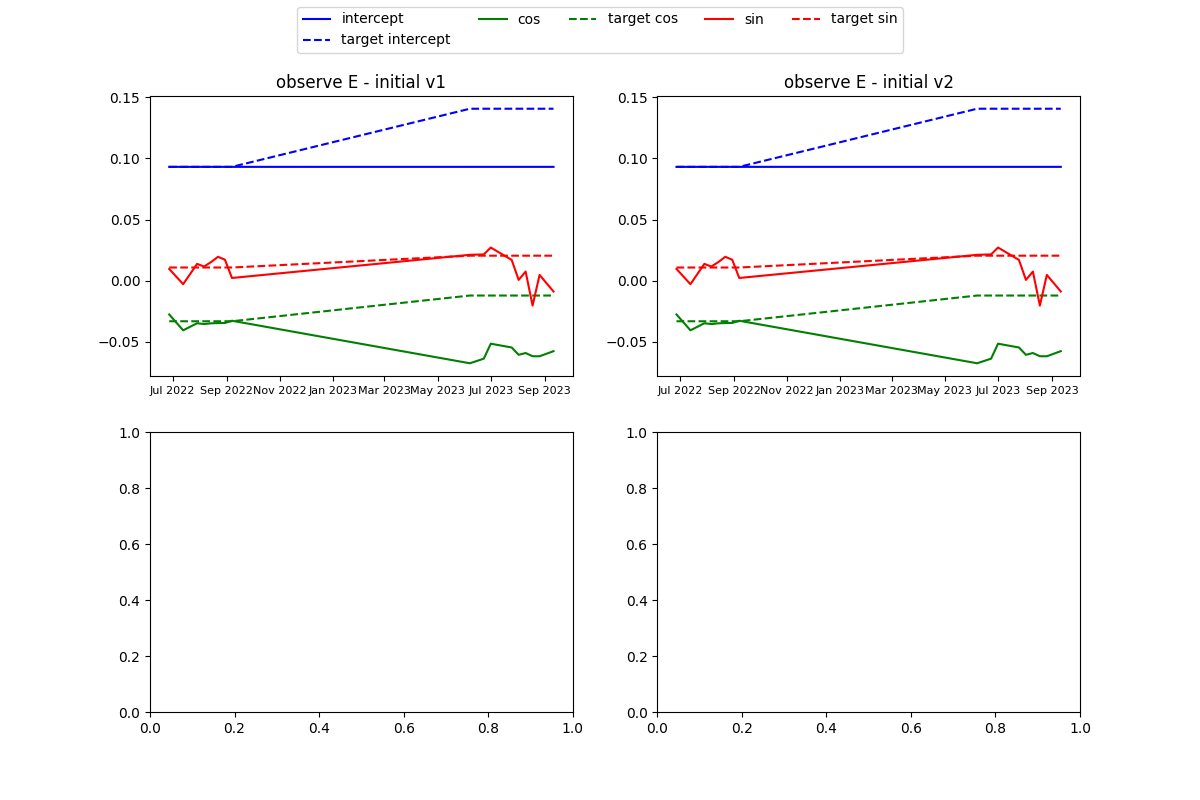 intercept cos target cos sin target sin
target intercept
observe E - initial v1 observe E - initial v2
0.15 0.15
0.10 0.10
0.05 0.05
0.00 0.00
−0.05 −0.05
Jul 2022 Sep 2022 Nov 2022 Jan 2023 Mar 2023 May 2023 Jul 2023 Sep 2023 Jul 2022 Sep 2022 Nov 2022 Jan 2023 Mar 2023 May 2023 Jul 2023 Sep 2023
1.0 1.0
0.8 0.8
0.6 0.6
0.4 0.4
0.2 0.2
0.0 0.0
0.0 0.2 0.4 0.6 0.8 1.0 0.0 0.2 0.4 0.6 0.8 1.0